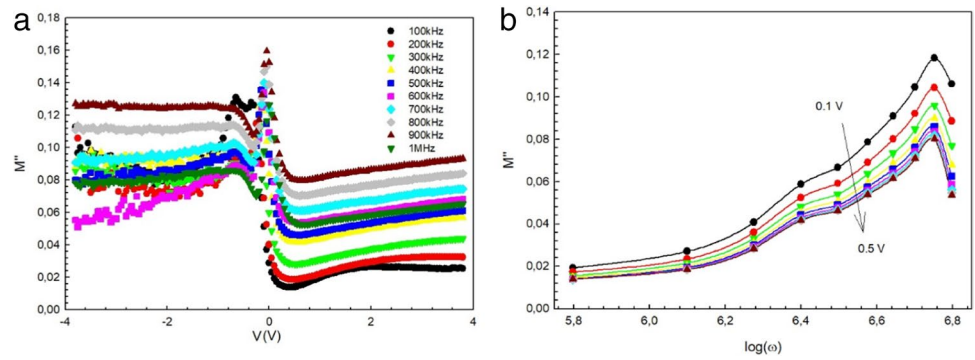 a
0,18
0,16
0,14
0,12
0,10
0,08
0,06
0,04
0,02
0,00
M''
-4
-2
0
2
4
V(V)
100kHz
200kHz
300kHz
400kHz
500kHz
600kHz
700kHz
800kHz
900kHz
1MHz
b
0,14
0,12
0,10
0,08
0,06
0,04
0,02
0,00
M''
0.1 V
0.5 V
5,8
6,0
6,2
6,4
6,6
6,8
log(ω)